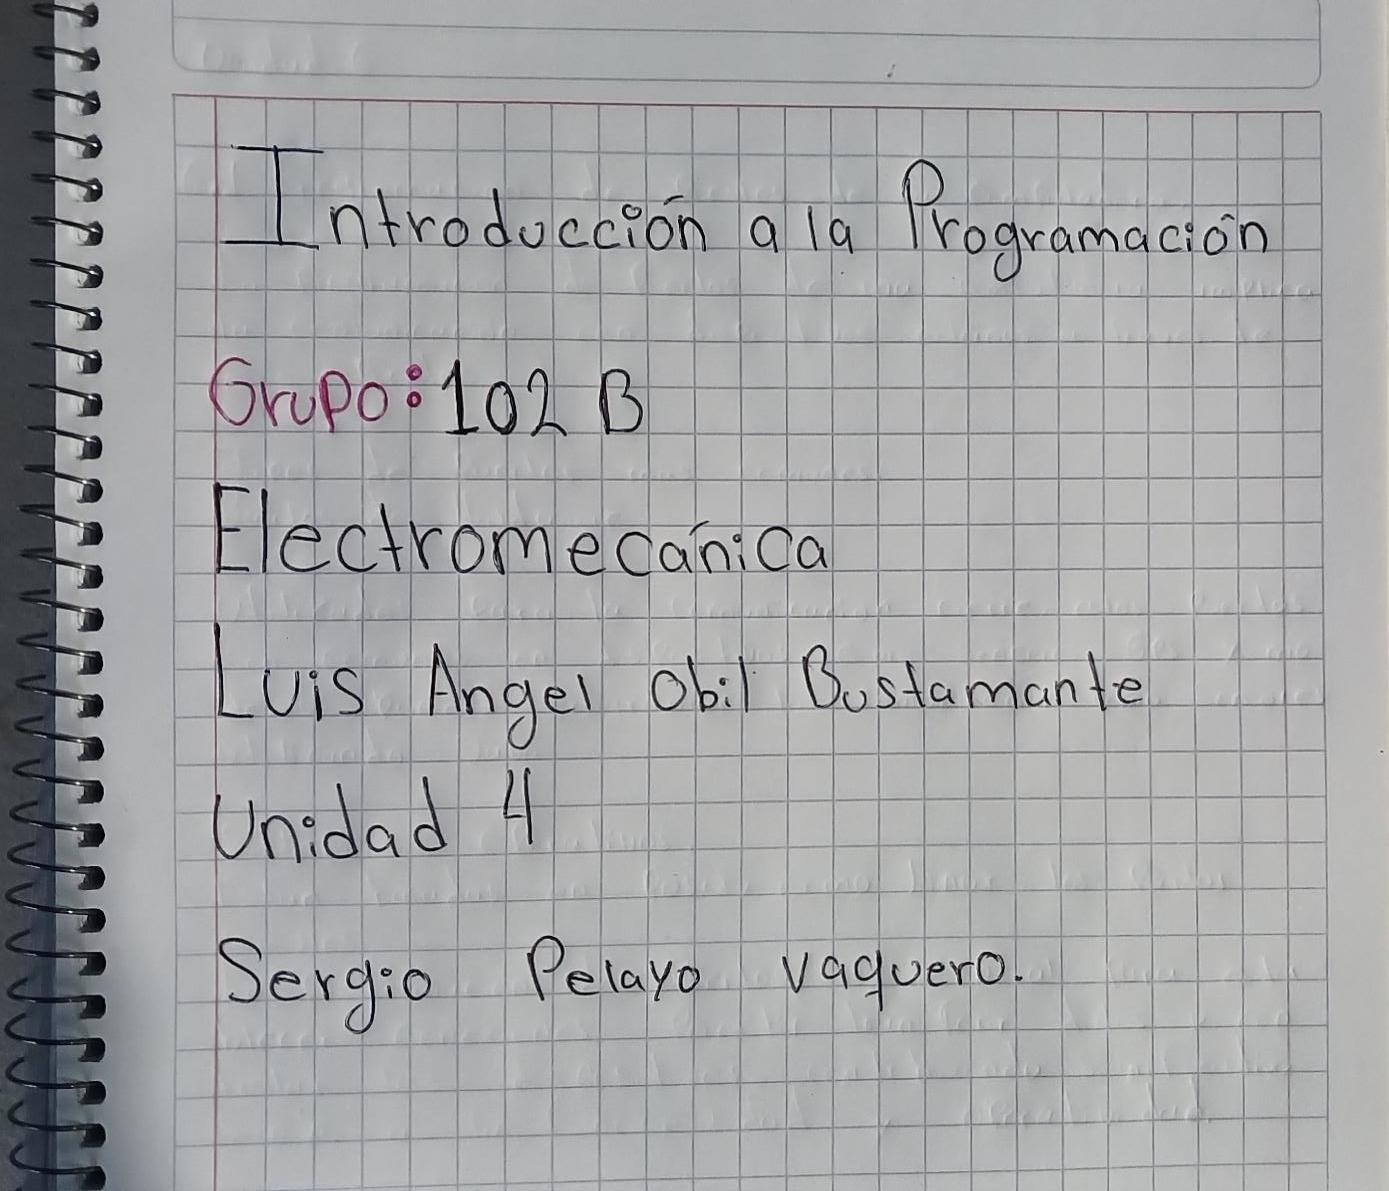 Introducción a la Programación
Grupo: 102 B
Electromecánica
Luis Angel Obil Bustamante
Unidad 4
Sergio Pelayo vaquero.